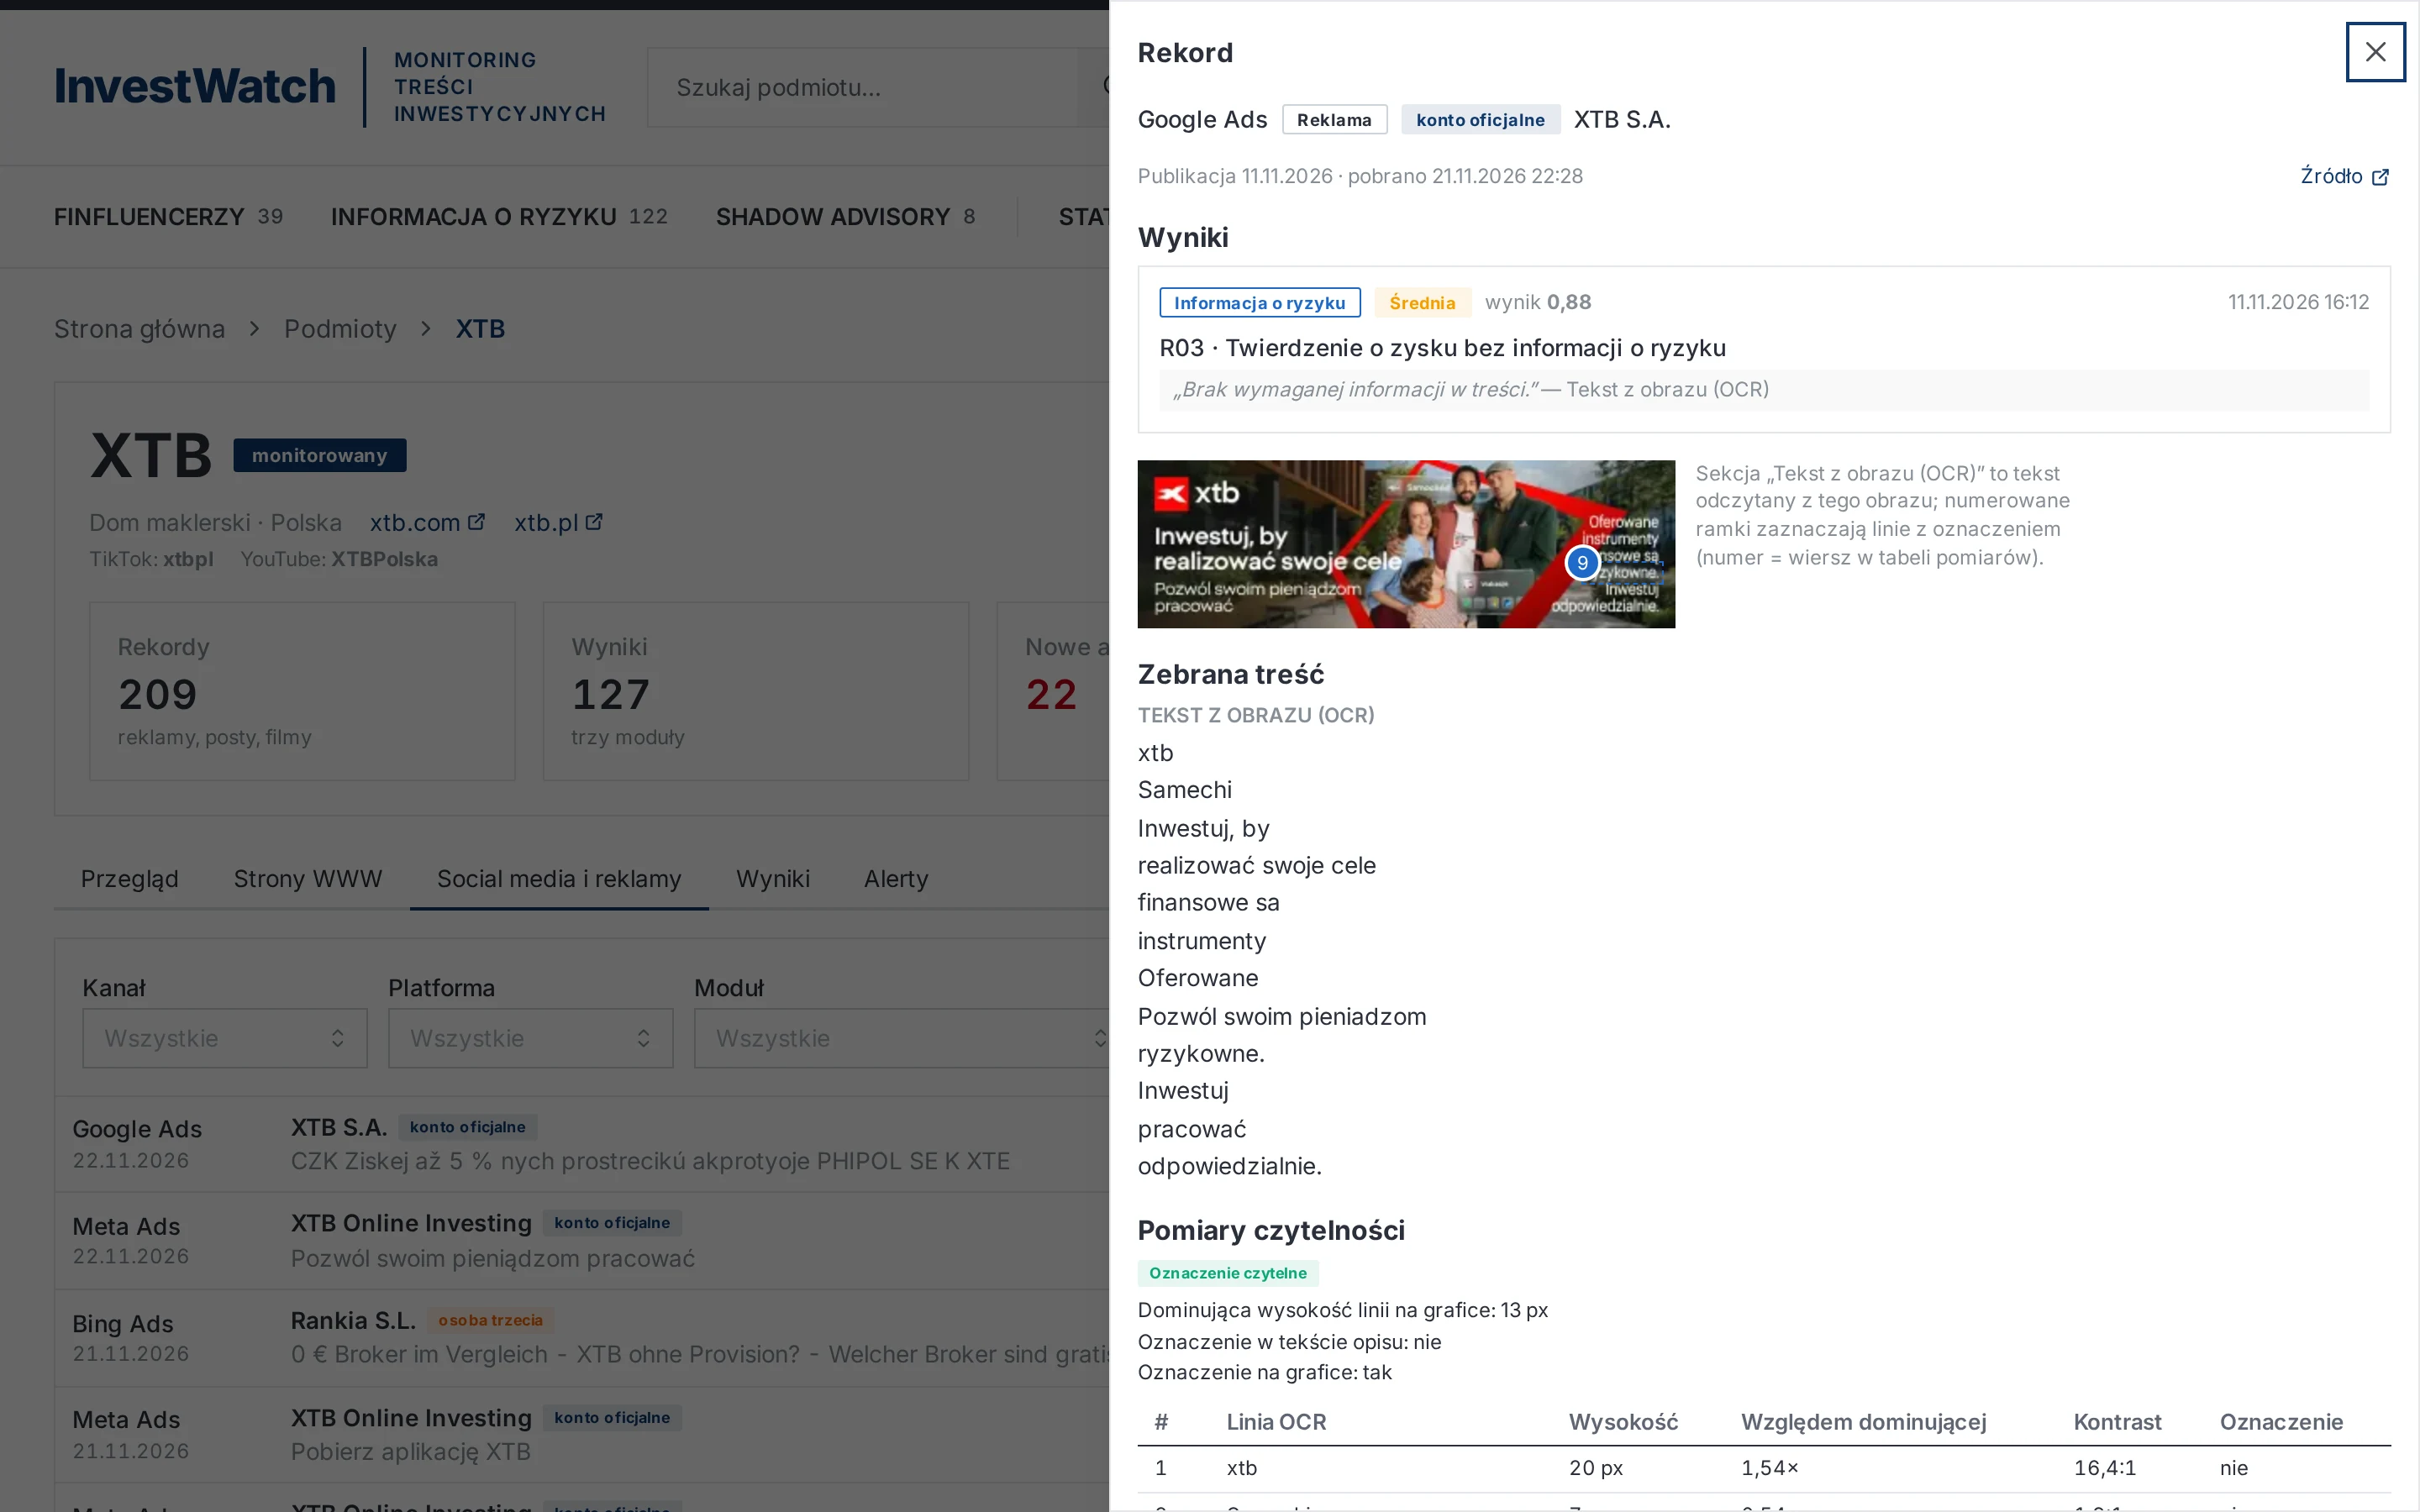 InvestWatch
MONITORING
TREŚCI
INWESTYCYJNYCH
Szukaj podmiotu...
FINFLUENCERZY 39
INFORMACJA O RYZYKU 122
SHADOW ADVISORY 8
Strona główna > Podmioty > XTB
XTB monitorowany
Dom maklerski · Polska xtb.com xtb.pl
TikTok: xtbpl YouTube: XTBPolska
Rekordy
209
reklamy, posty, filmy
Wyniki
127
trzy moduły
Nowe
22
Przegląd Strony WWW Social media i reklamy Wyniki Alerty
Kanał Platforma Moduł
Wszystkie Wszystkie Wszystkie
Google Ads XTB S.A. konto oficjalne
22.11.2026 CZK Ziskej až 5 % nych prostrecikú akprotyoje PHIPOL SE K XTE
Meta Ads XTB Online Investing konto oficjalne
22.11.2026 Pozwól swoim pieniądzom pracować
Bing Ads Rankia S.L. osoba trzecia
21.11.2026 0 € Broker im Vergleich - XTB ohne Provision? - Welcher Broker sind gratis
Meta Ads XTB Online Investing konto oficjalne
21.11.2026 Pobierz aplikację XTB
Rekord
Google Ads Reklama konto oficjalne XTB S.A.
Publikacja 11.11.2026 · pobrano 21.11.2026 22:28 Źródło
Wyniki
Informacja o ryzyku Średnia wynik 0,88 11.11.2026 16:12
R03 · Twierdzenie o zysku bez informacji o ryzyku
„Brak wymaganej informacji w treści.” — Tekst z obrazu (OCR)
xtb
Inwestuj, by
realizować swoje cele
Pozwól swoim pieniądzom
pracować
Oferowane
instrumenty
9
Inwestuj
odpowiedzialnie.
Sekcja „Tekst z obrazu (OCR)” to tekst
odczytany z tego obrazu; numerowane
ramki zaznaczają linie z oznaczeniem
(numer = wiersz w tabeli pomiarów).
Zebrana treść
TEKST Z OBRAZU (OCR)
xtb
Samechi
Inwestuj, by
realizować swoje cele
finansowe sa
instrumenty
Oferowane
Pozwól swoim pieniadzom
ryzykowne.
Inwestuj
pracować
odpowiedzialnie.
Pomiary czytelności
Oznaczenie czytelne
Dominująca wysokość linii na grafice: 13 px
Oznaczenie w tekście opisu: nie
Oznaczenie na grafice: tak
# Linia OCR Wysokość Względem dominującej Kontrast Oznaczenie
1 xtb 20 px 1,54× 16,4:1 nie